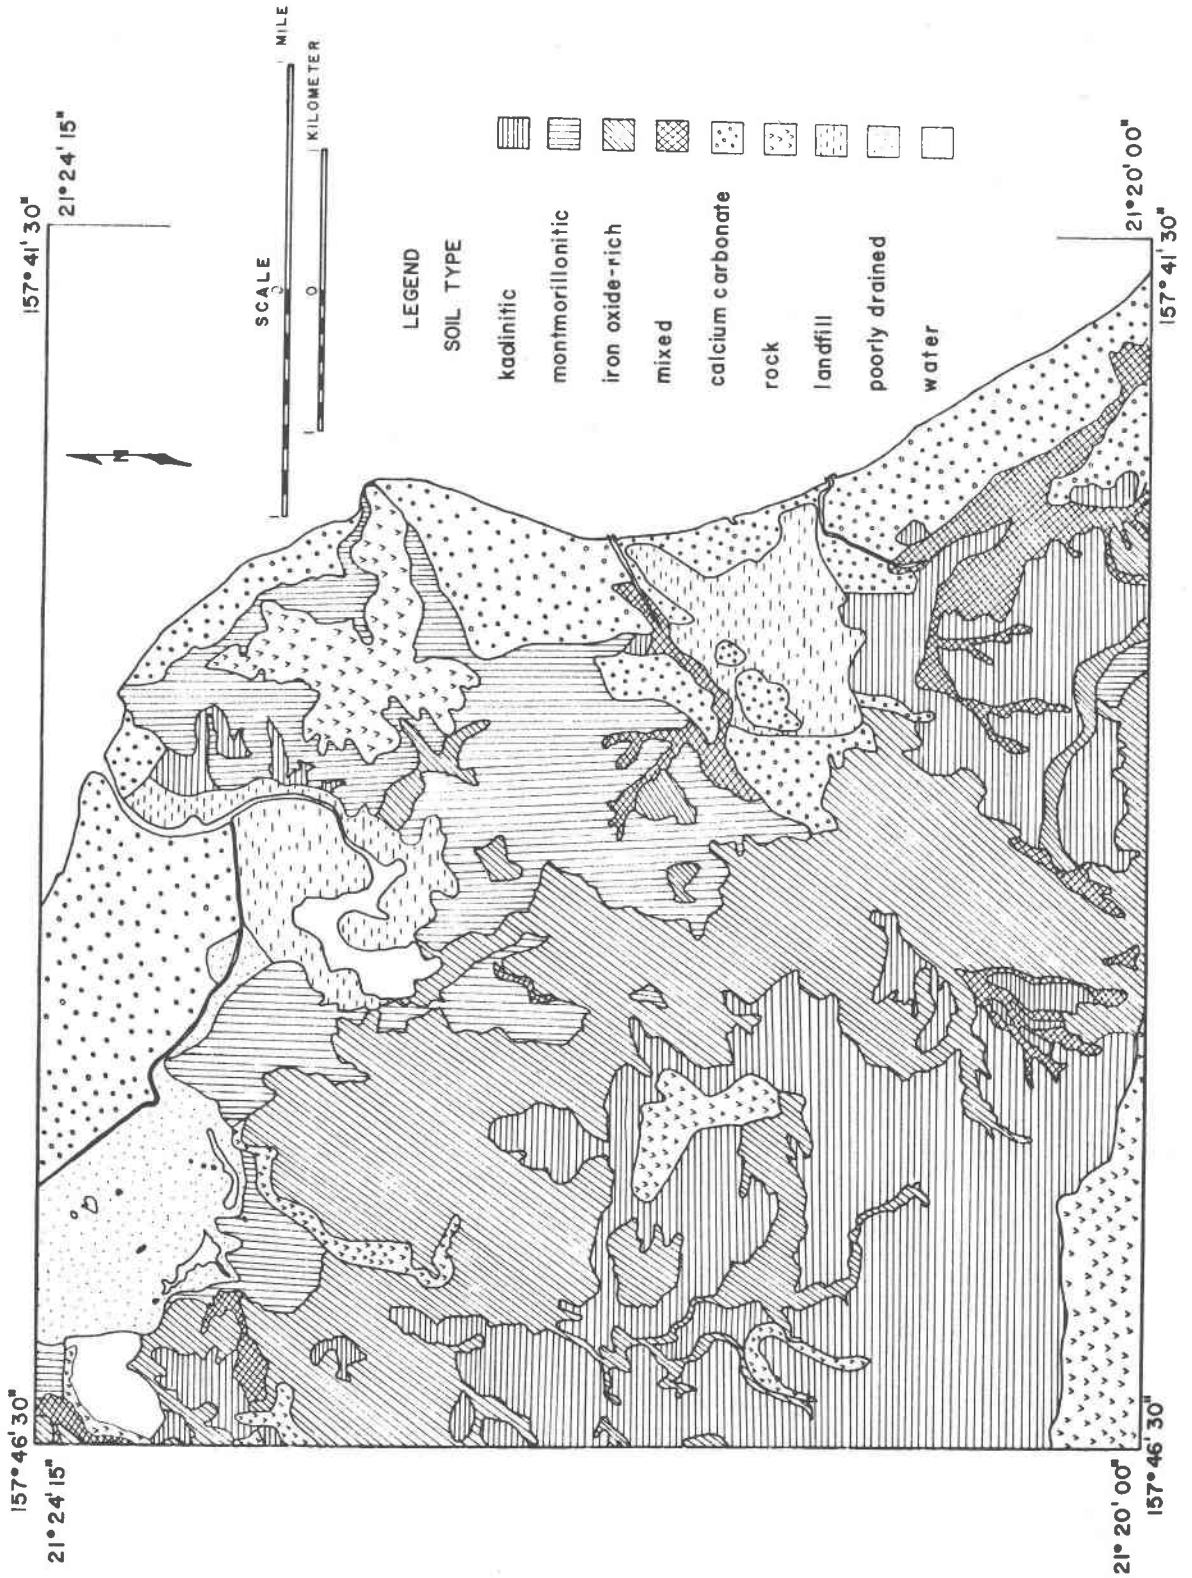 157° 46' 30"
157° 41' 30"
21° 24' 15"
21° 24' 15"
N
SCALE
1 0 1 MILE
1 0 1 KILOMETER
LEGEND
SOIL TYPE
kaolinitic
montmorillonitic
iron oxide-rich
mixed
calcium carbonate
rock
landfill
poorly drained
water
21° 20' 00"
21° 20' 00"
157° 46' 30"
157° 41' 30"